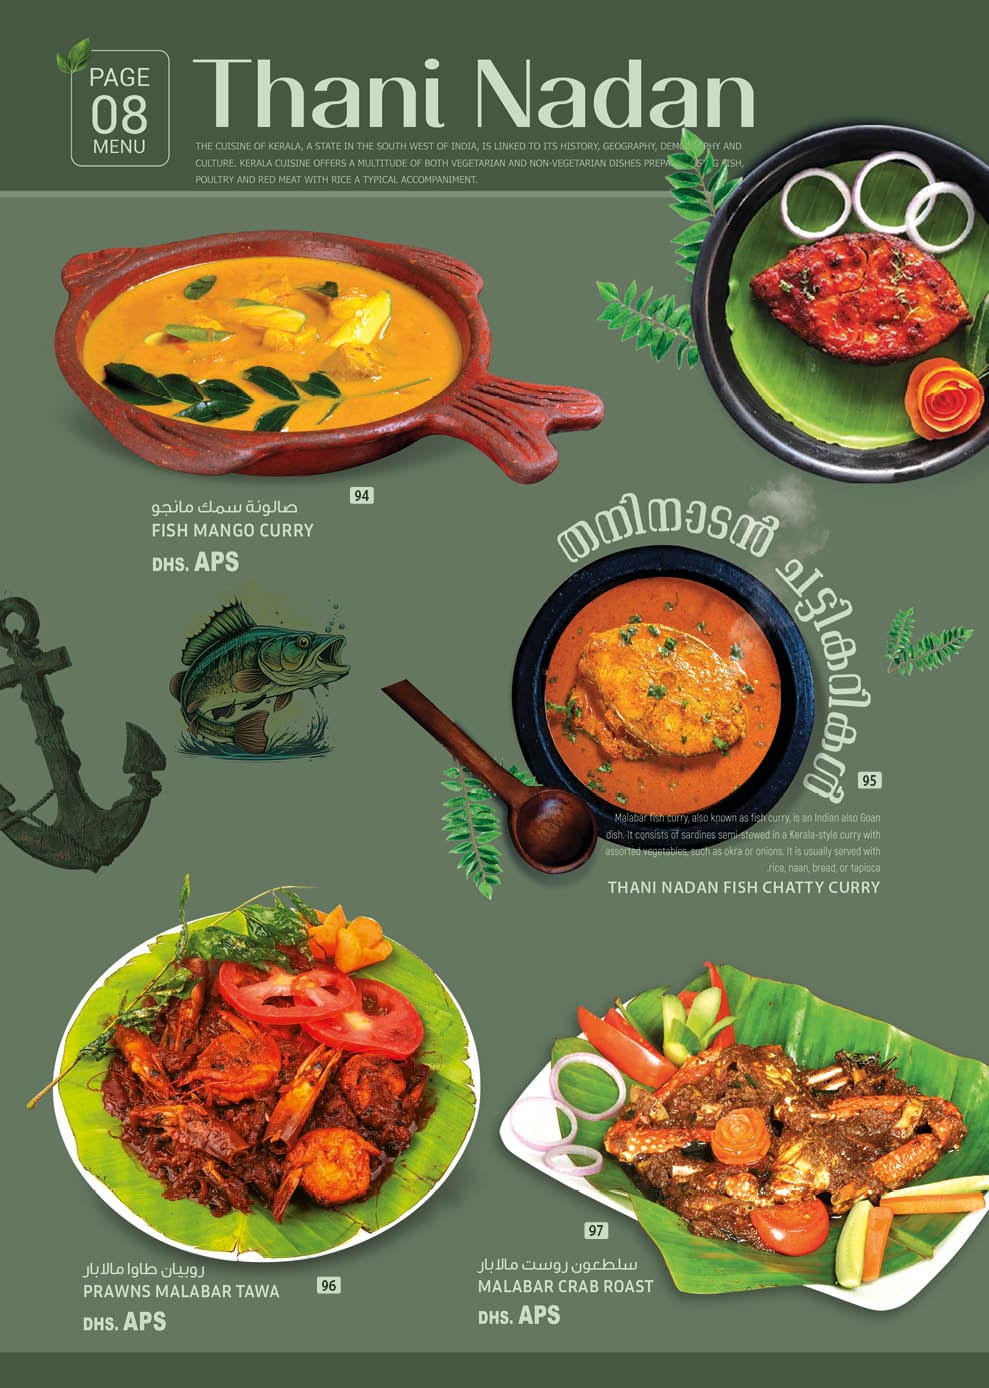 PAGE
08
MENU
Thani Nadan
THE CUISINE OF KERALA, A STATE IN THE SOUTH WEST OF INDIA, IS LINKED TO ITS HISTORY, GEOGRAPHY, DEMOGRAPHY AND
CULTURE. KERALA CUISINE OFFERS A MULTITUDE OF BOTH VEGETARIAN AND NON-VEGETARIAN DISHES PREPARED USING FISH,
POULTRY AND RED MEAT WITH RICE A TYPICAL ACCOMPANIMENT.
94
صالونة سمك مانجو
FISH MANGO CURRY
DHS. APS
തനിനാടൻ ചട്ടികറികൾ
95
Malabar fish curry, also known as fish curry, is an Indian also Goan
dish. It consists of sardines semi-stewed in a Kerala-style curry with
assorted vegetables, such as okra or onions. It is usually served with
.rice, naan, bread, or tapioca
THANI NADAN FISH CHATTY CURRY
روبيان طاوا مالابار
PRAWNS MALABAR TAWA
96
DHS. APS
97
سلطعون روست مالابار
MALABAR CRAB ROAST
DHS. APS